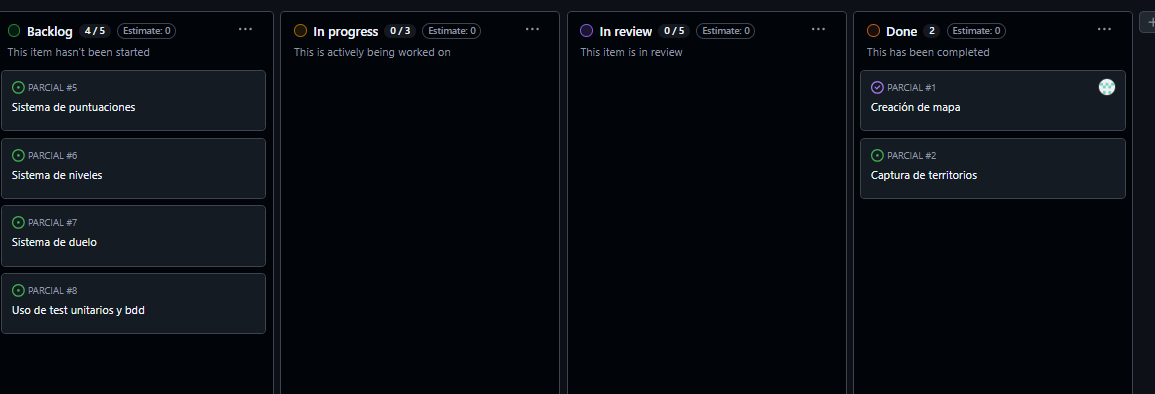 Backlog 4 / 5 Estimate: 0 ...
This item hasn't been started
PARCIAL #5
Sistema de puntuaciones
PARCIAL #6
Sistema de niveles
PARCIAL #7
Sistema de duelo
PARCIAL #8
Uso de test unitarios y bdd
In progress 0 / 3 Estimate: 0 ...
This is actively being worked on
In review 0 / 5 Estimate: 0 ...
This item is in review
Done 2 Estimate: 0 ...
This has been completed
PARCIAL #1
Creación de mapa
PARCIAL #2
Captura de territorios